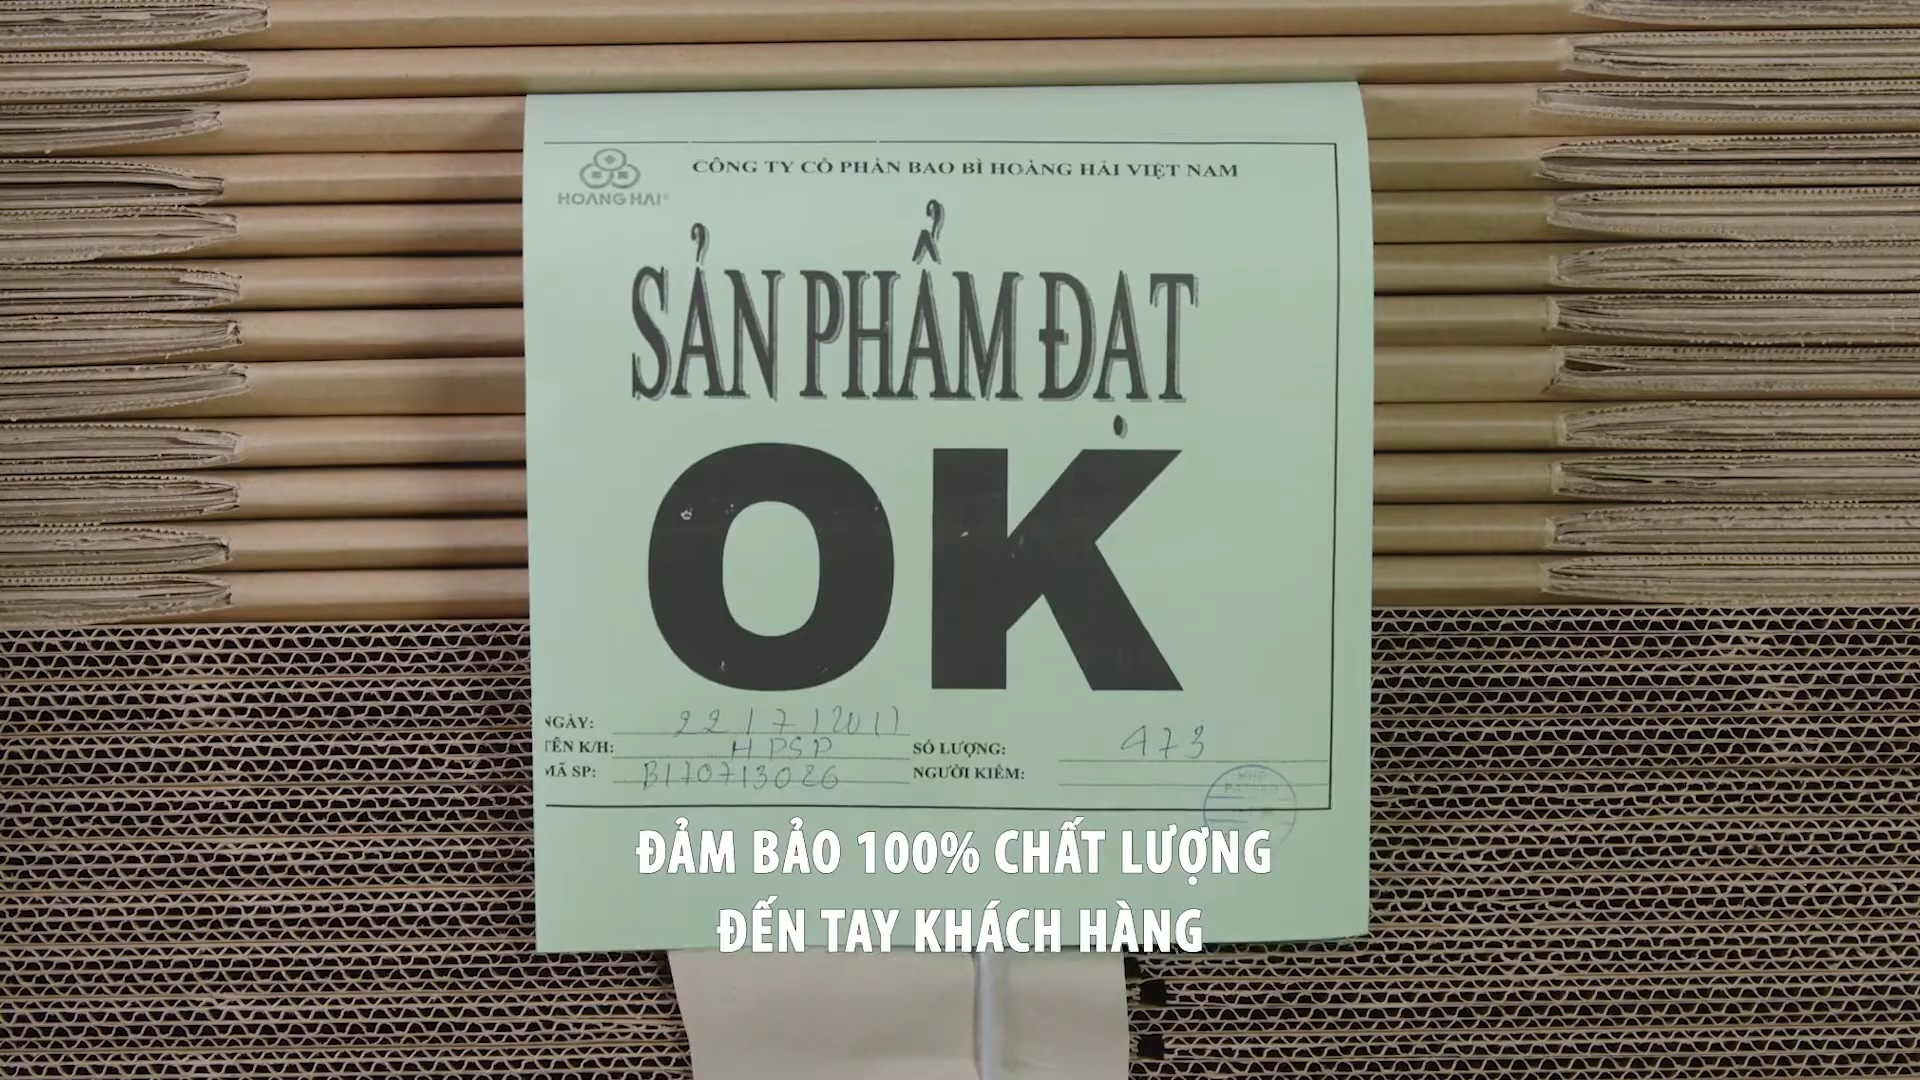 HOANG HAI®
CÔNG TY CỔ PHẦN BAO BÌ HOÀNG HẢI VIỆT NAM
SẢN PHẨM ĐẠT
OK
NGÀY: 22/7/2017
TÊN K/H: HPSP
SỐ LƯỢNG: 473
MÃ SP: B170713026
NGƯỜI KIỂM:
ĐẢM BẢO 100% CHẤT LƯỢNG
ĐẾN TAY KHÁCH HÀNG